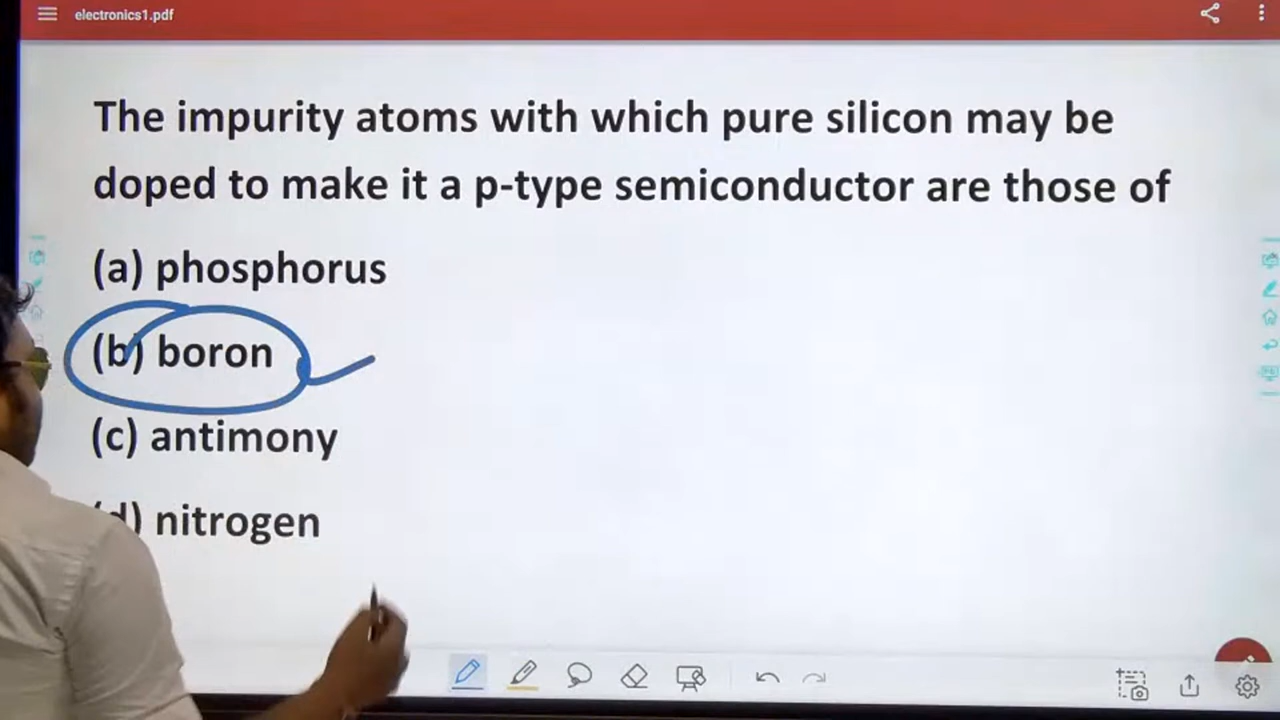 electronics1.pdf
The impurity atoms with which pure silicon may be
doped to make it a p-type semiconductor are those of
(a) phosphorus
(b) boron
(c) antimony
(d) nitrogen